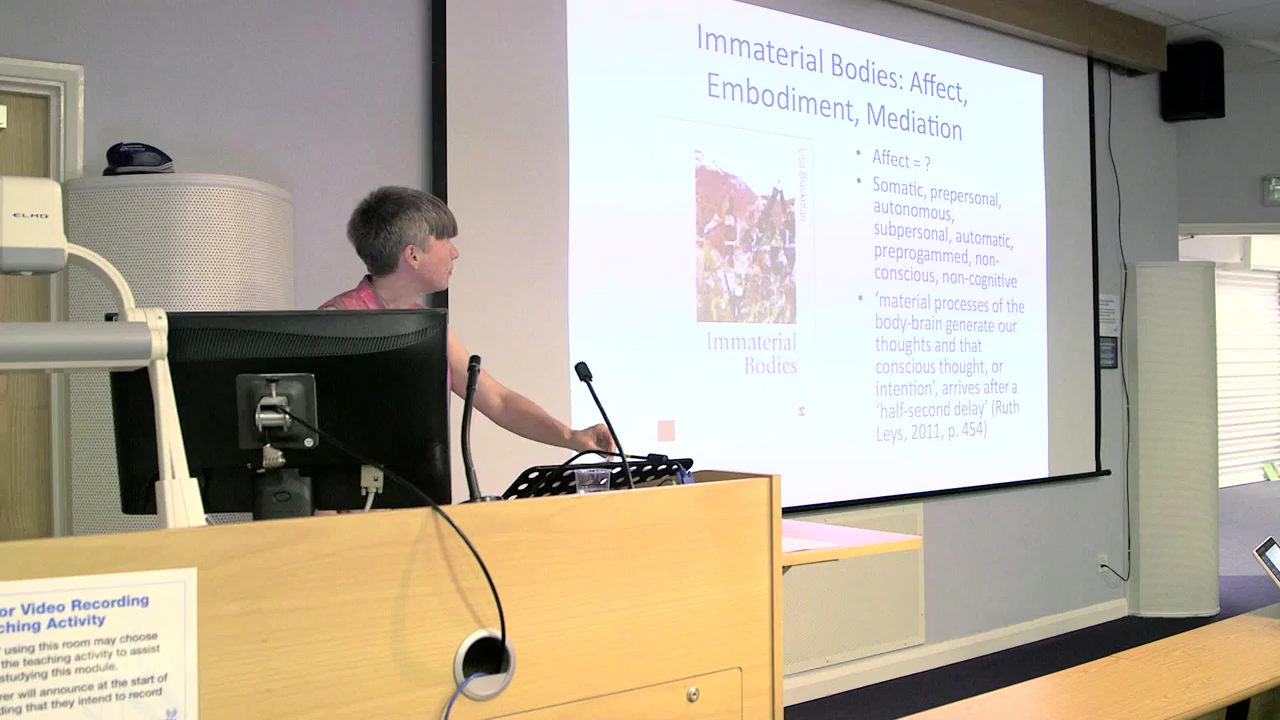 Immaterial Bodies: Affect,
Embodiment, Mediation
Lisa Blackman
Immaterial
Bodies
• Affect = ?
• Somatic, prepersonal,
autonomous,
subpersonal, automatic,
preprogammed, non-
conscious, non-cognitive
• 'material processes of the
body-brain generate our
thoughts and that
conscious thought, or
intention', arrives after a
'half-second delay' (Ruth
Leys, 2011, p. 454)
ELMO
or Video Recording
ching Activity
using this room may choose
the teaching activity to assist
studying this module.
rer will announce at the start of
ding that they intend to record